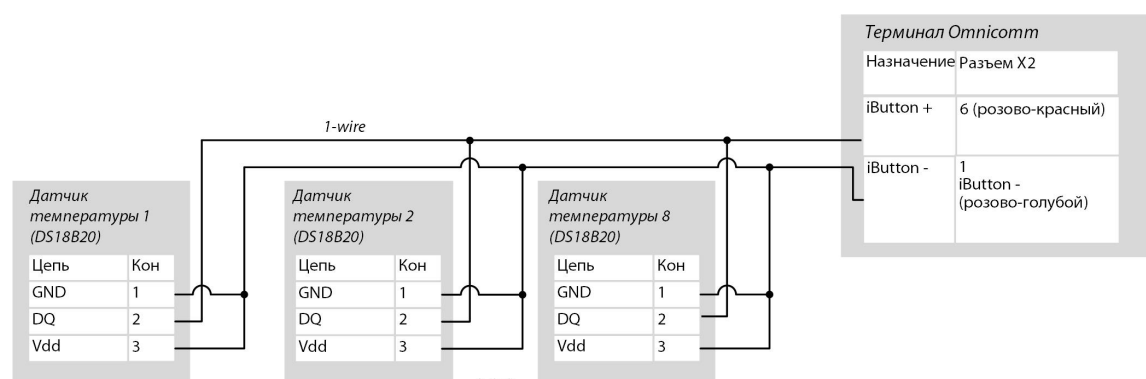 Терминал Omnicomm
Назначение Разъем X2
iButton + 6 (розово-красный)
iButton - 1
iButton -
(розово-голубой)
1-wire
Датчик
температуры 1
(DS18B20)
Цепь Кон
GND 1
DQ 2
Vdd 3
Датчик
температуры 2
(DS18B20)
Цепь Кон
GND 1
DQ 2
Vdd 3
Датчик
температуры 8
(DS18B20)
Цепь Кон
GND 1
DQ 2
Vdd 3